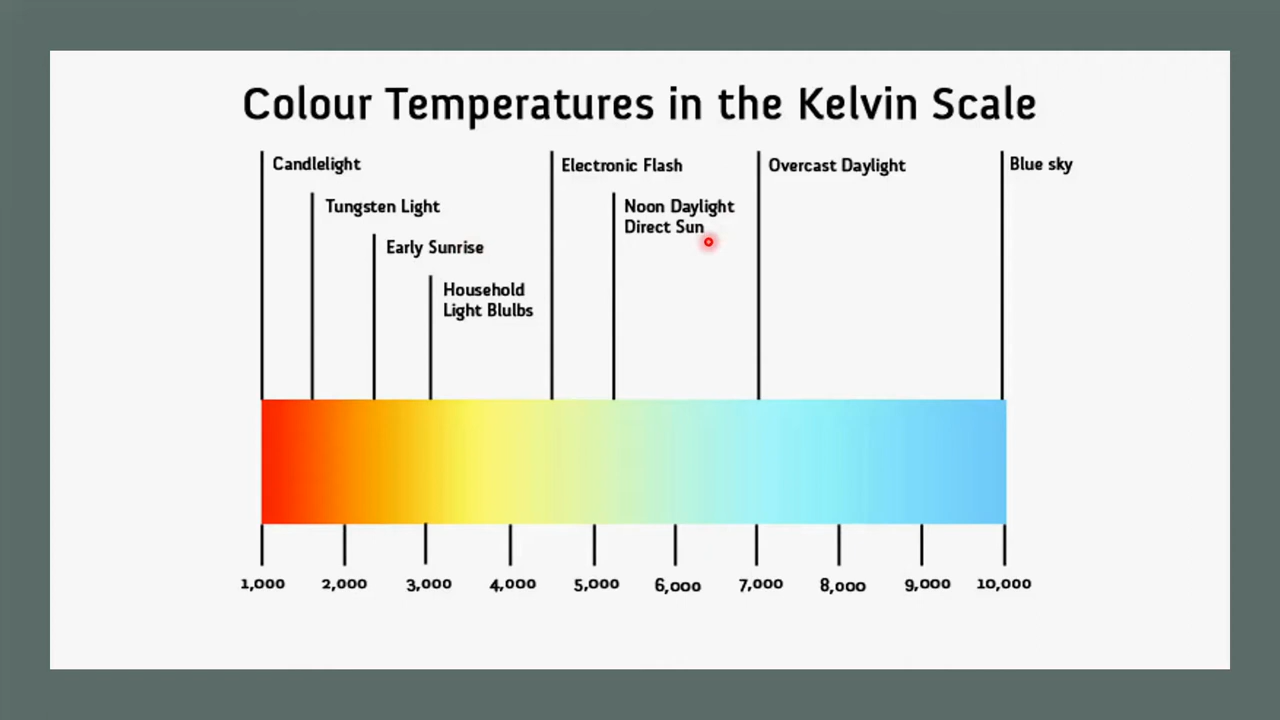 Colour Temperatures in the Kelvin Scale
Candlelight
Electronic Flash
Overcast Daylight
Blue sky
Tungsten Light
Noon Daylight
Direct Sun
Early Sunrise
Household
Light Blulbs
1,000
2,000
3,000
4,000
5,000
6,000
7,000
8,000
9,000
10,000